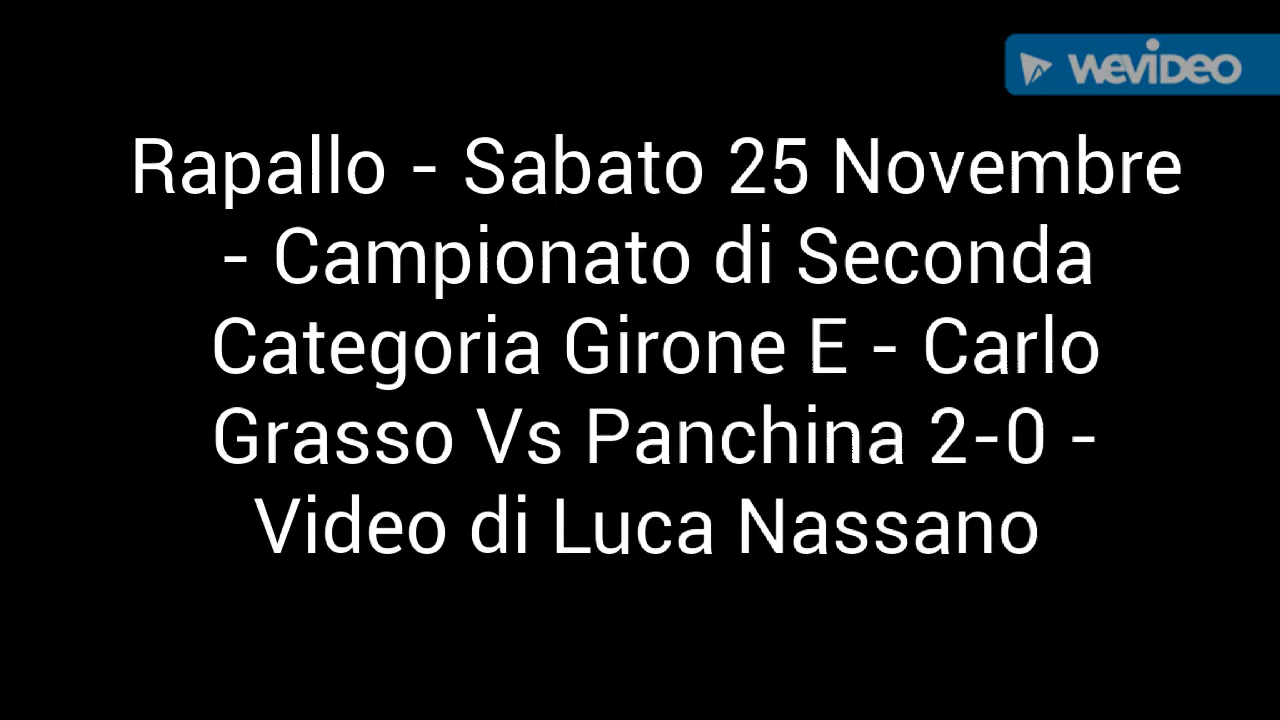 WEVIDEO
Rapallo - Sabato 25 Novembre
- Campionato di Seconda
Categoria Girone E - Carlo
Grasso Vs Panchina 2-0 -
Video di Luca Nassano